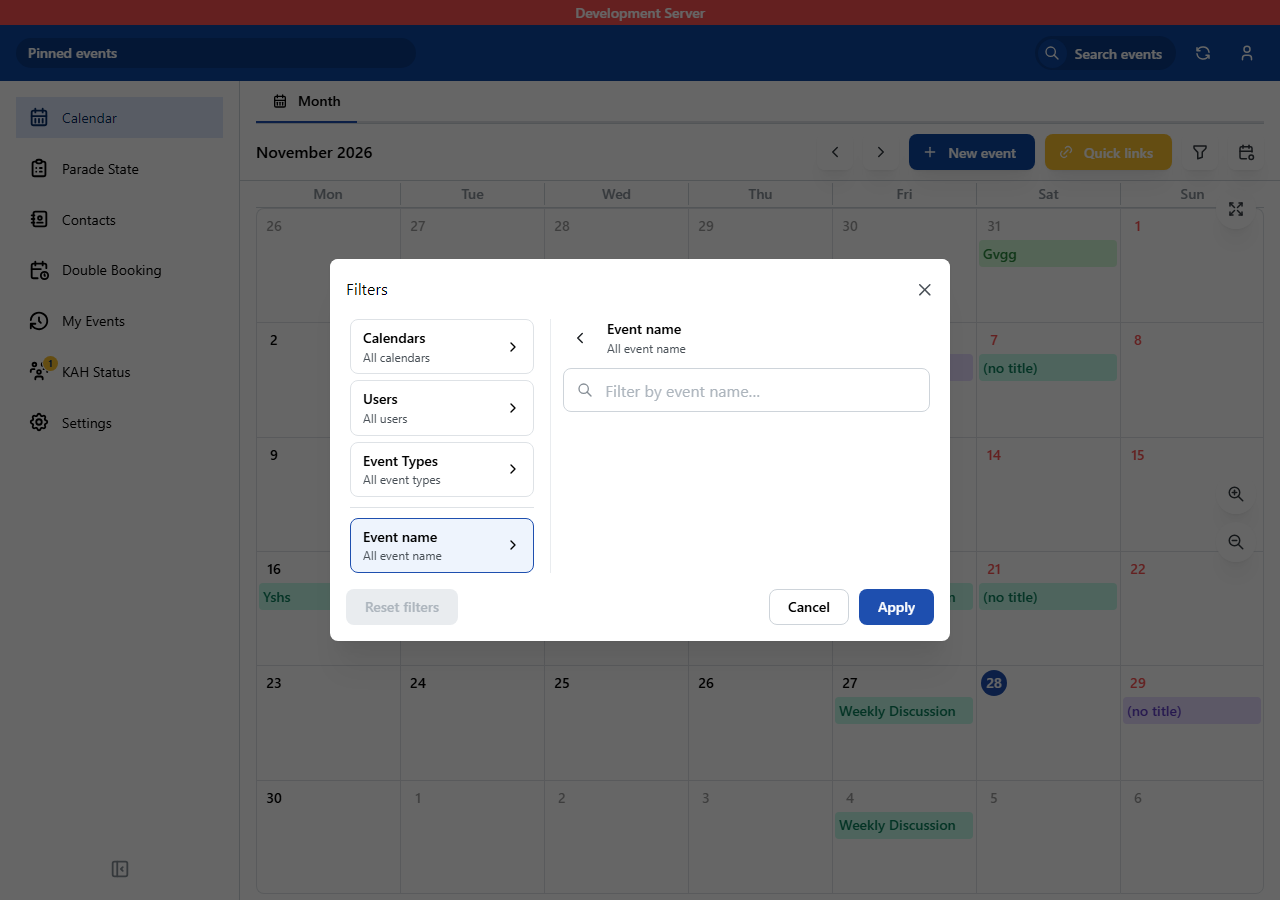 Development Server
Pinned events
Search events
Calendar
Parade State
Contacts
Double Booking
My Events
1
KAH Status
Settings
Month
November 2026
New event
Quick links
Mon Tue Wed Thu Fri Sat Sun
26 27 28 29 30 31 1
Gvgg
2 7 8
(no title)
9 14 15
16 21 22
Yshs (no title)
23 24 25 26 27 28 29
Weekly Discussion (no title)
30 1 2 3 4 5 6
Weekly Discussion
Filters
Calendars
All calendars
Users
All users
Event Types
All event types
Event name
All event name
Event name
All event name
Filter by event name...
Reset filters
Cancel
Apply